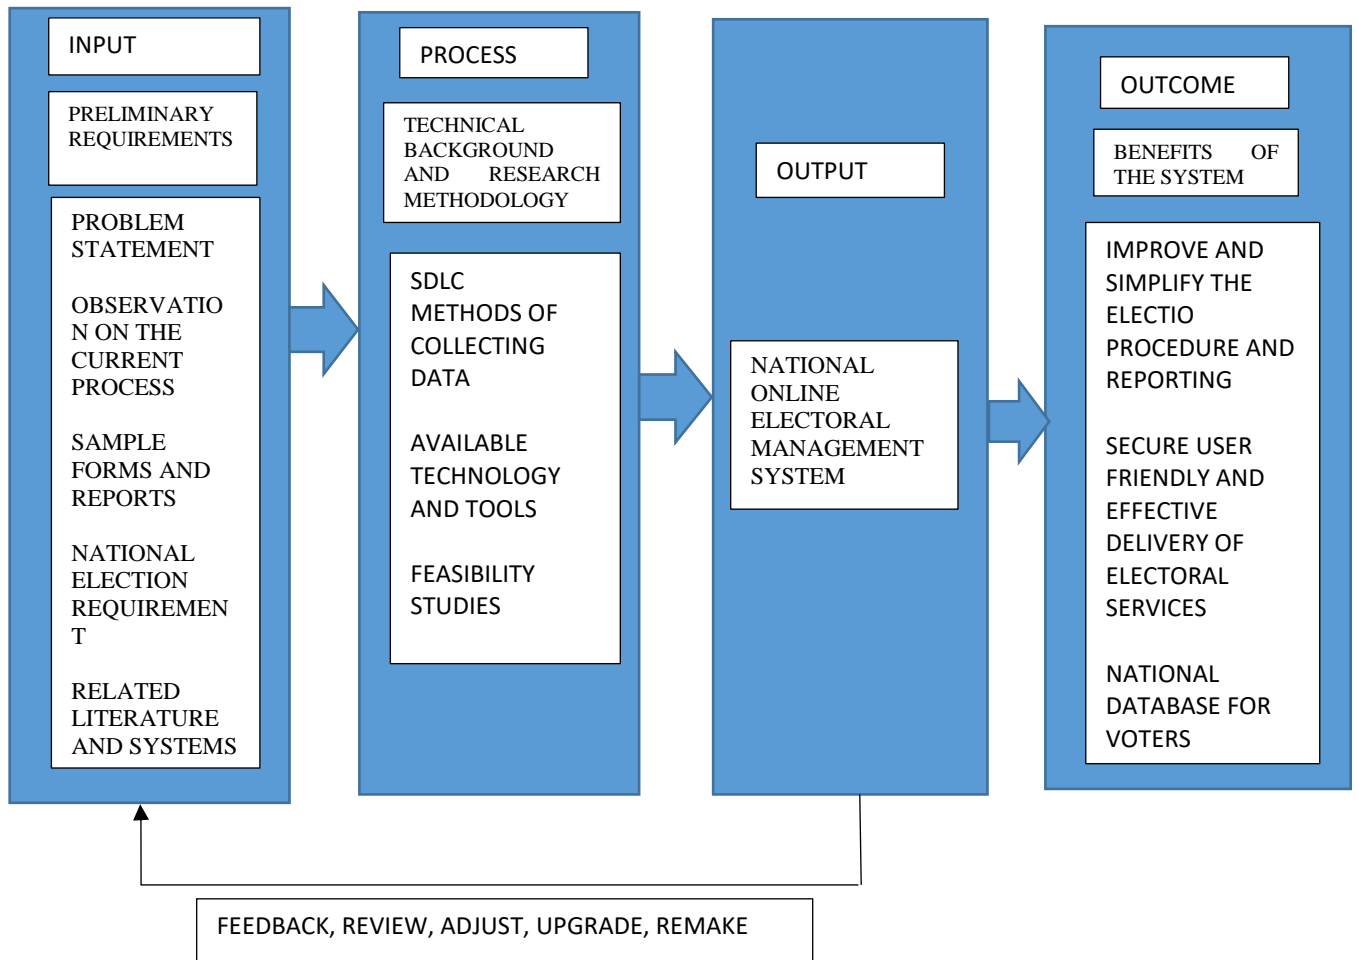 INPUT
PRELIMINARY
REQUIREMENTS
PROBLEM
STATEMENT
OBSERVATIO
N ON THE
CURRENT
PROCESS
SAMPLE
FORMS AND
REPORTS
NATIONAL
ELECTION
REQUIREMEN
T
RELATED
LITERATURE
AND SYSTEMS
PROCESS
TECHNICAL
BACKGROUND
AND RESEARCH
METHODOLOGY
SDLC
METHODS OF
COLLECTING
DATA
AVAILABLE
TECHNOLOGY
AND TOOLS
FEASIBILITY
STUDIES
OUTPUT
NATIONAL
ONLINE
ELECTORAL
MANAGEMENT
SYSTEM
OUTCOME
BENEFITS OF
THE SYSTEM
IMPROVE AND
SIMPLIFY THE
ELECTIO
PROCEDURE AND
REPORTING
SECURE USER
FRIENDLY AND
EFFECTIVE
DELIVERY OF
ELECTORAL
SERVICES
NATIONAL
DATABASE FOR
VOTERS
FEEDBACK, REVIEW, ADJUST, UPGRADE, REMAKE